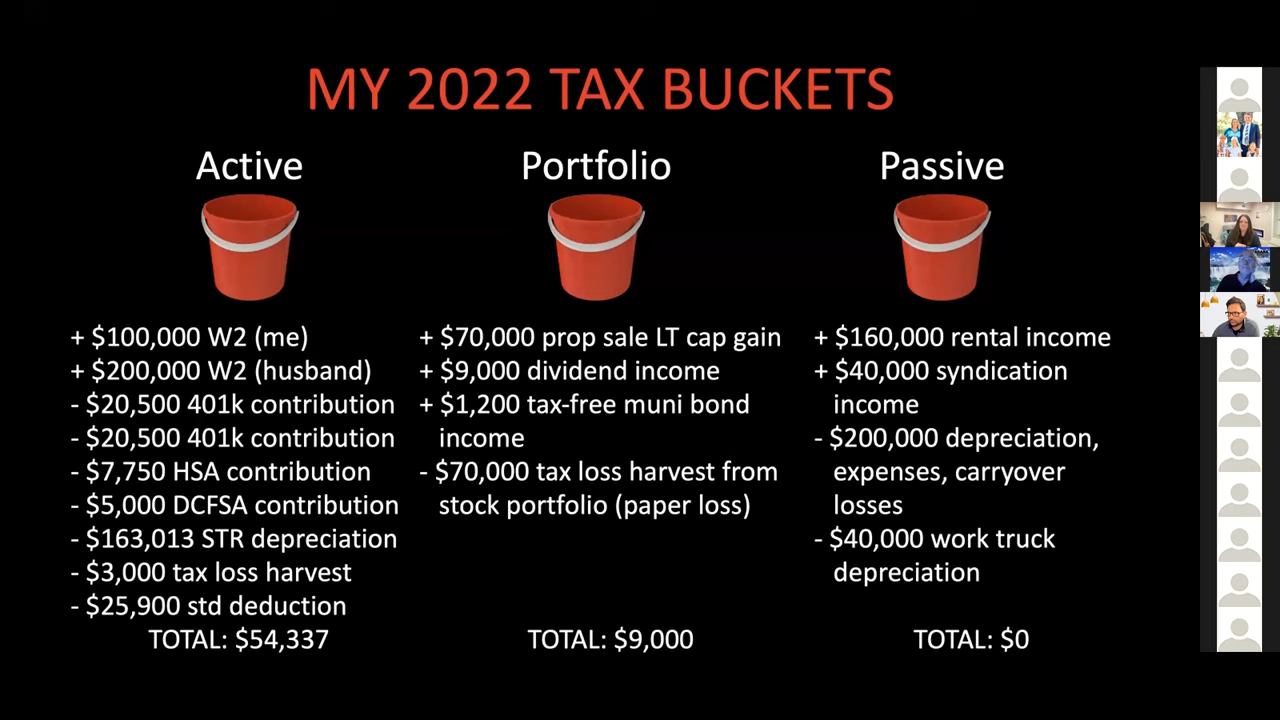 MY 2022 TAX BUCKETS
Active
+ $100,000 W2 (me)
+ $200,000 W2 (husband)
- $20,500 401k contribution
- $20,500 401k contribution
- $7,750 HSA contribution
- $5,000 DCFSA contribution
- $163,013 STR depreciation
- $3,000 tax loss harvest
- $25,900 std deduction
TOTAL: $54,337
Portfolio
+ $70,000 prop sale LT cap gain
+ $9,000 dividend income
+ $1,200 tax-free muni bond
income
- $70,000 tax loss harvest from
stock portfolio (paper loss)
TOTAL: $9,000
Passive
+ $160,000 rental income
+ $40,000 syndication
income
- $200,000 depreciation,
expenses, carryover
losses
- $40,000 work truck
depreciation
TOTAL: $0